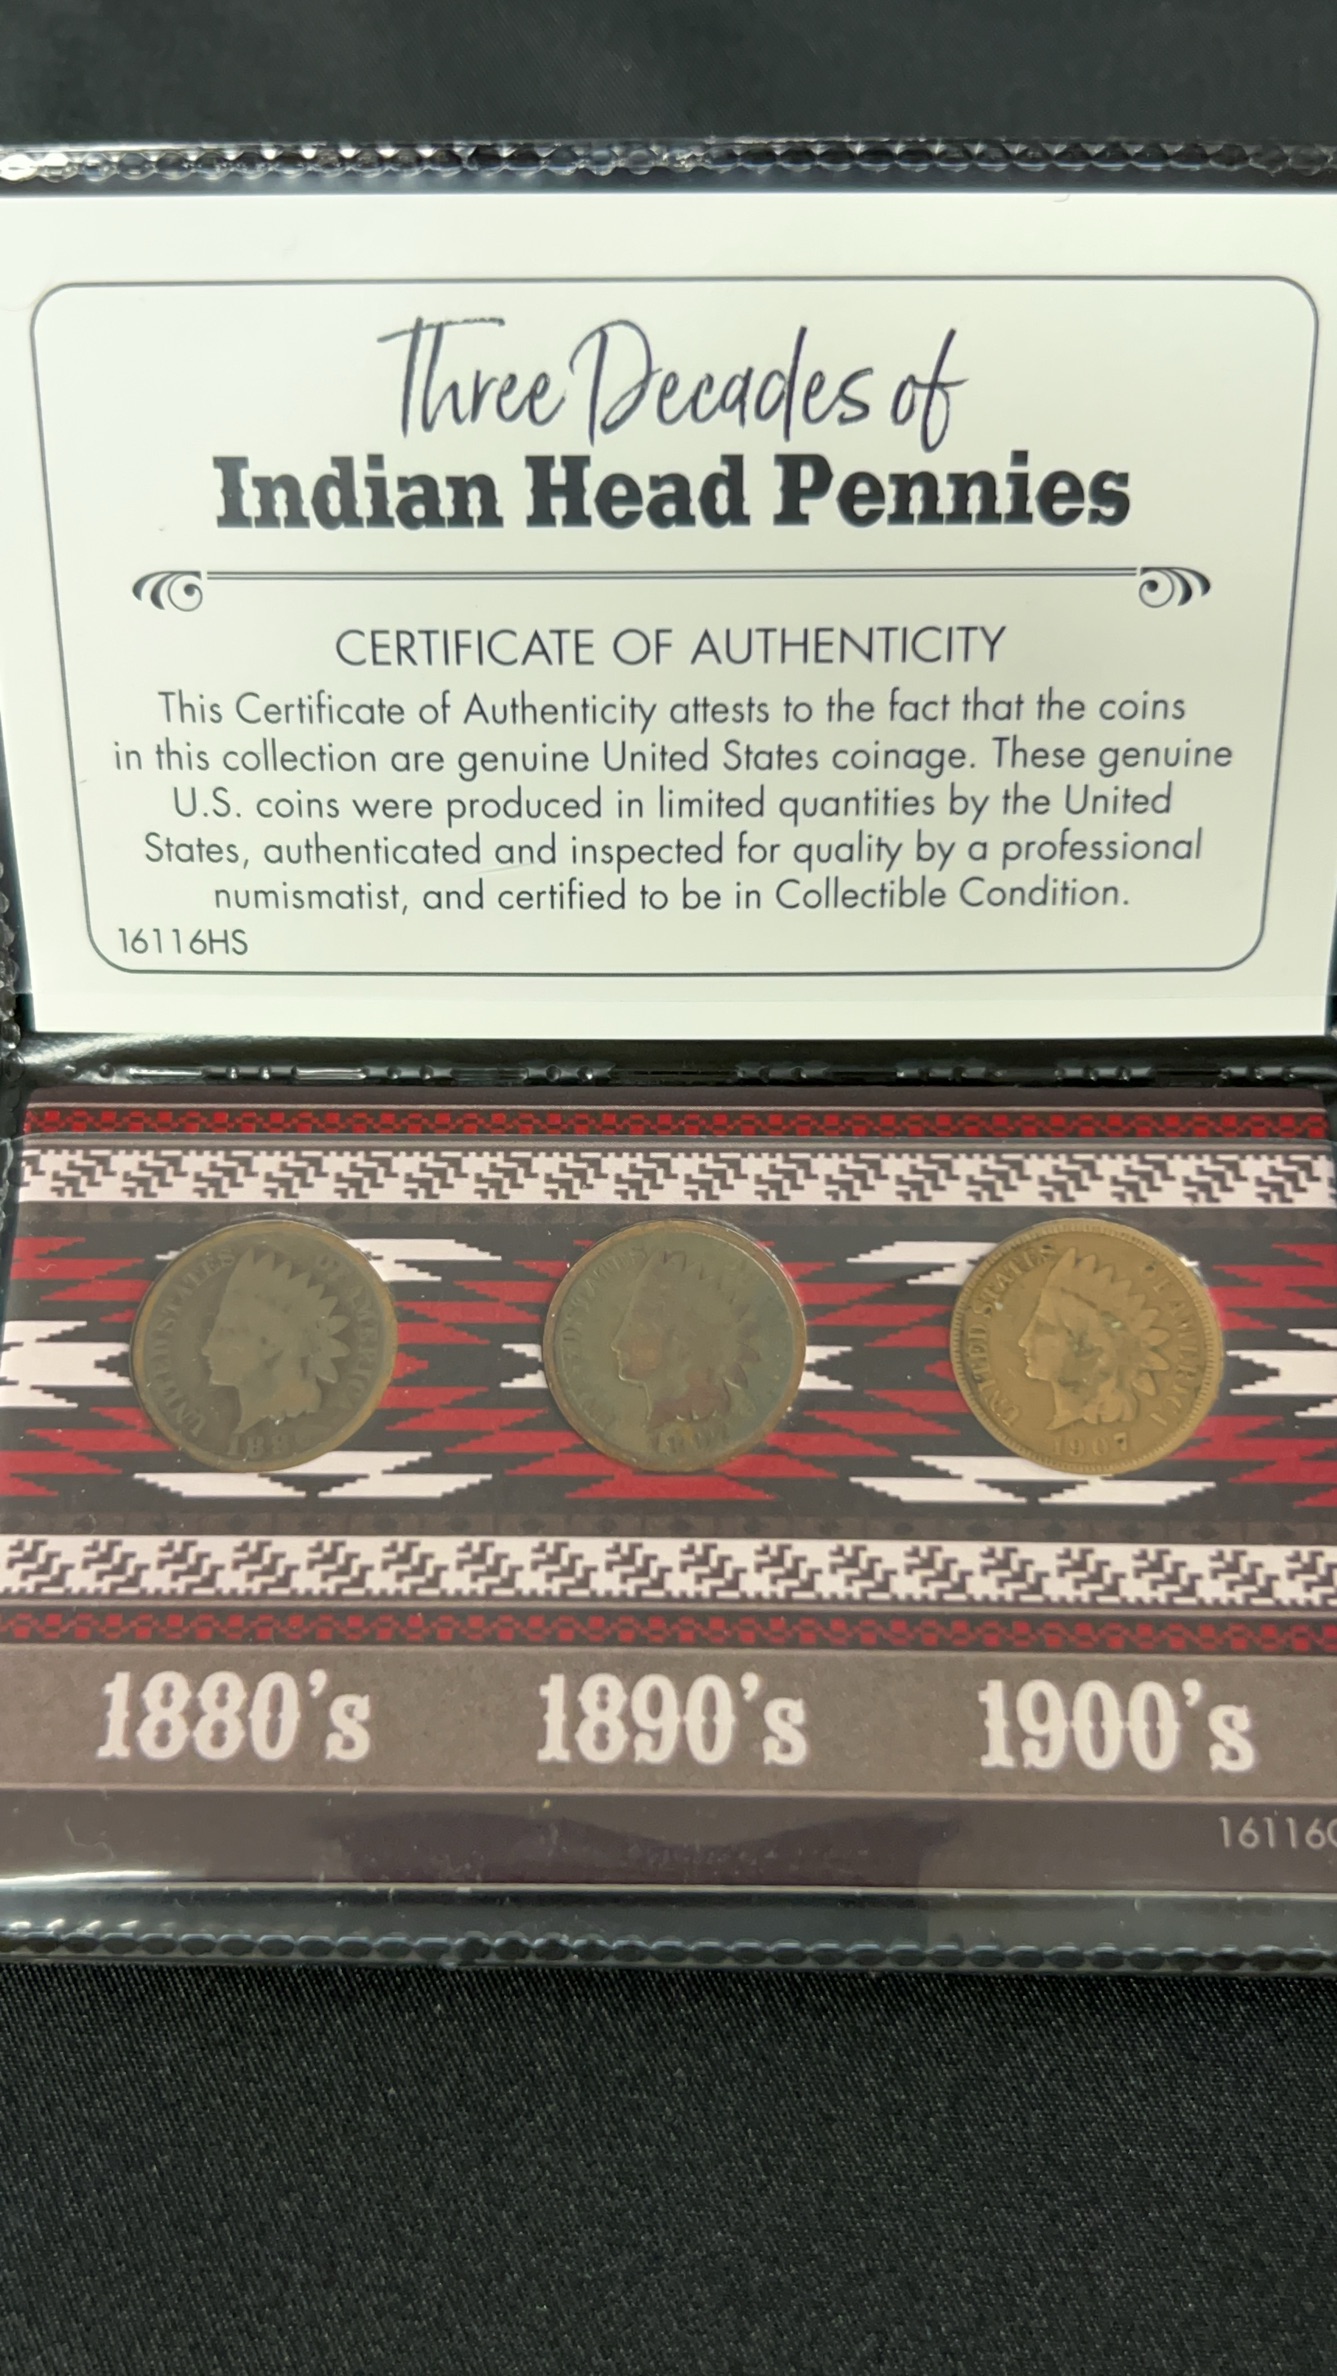 Three Decades of
Indian Head Pennies
CERTIFICATE OF AUTHENTICITY
This Certificate of Authenticity attests to the fact that the coins
in this collection are genuine United States coinage. These genuine
U.S. coins were produced in limited quantities by the United
States, authenticated and inspected for quality by a professional
numismatist, and certified to be in Collectible Condition.
16116HS
UNITED STATES OF AMERICA
UNITED STATES AMERICA
1907
1880's
1890's
1900's